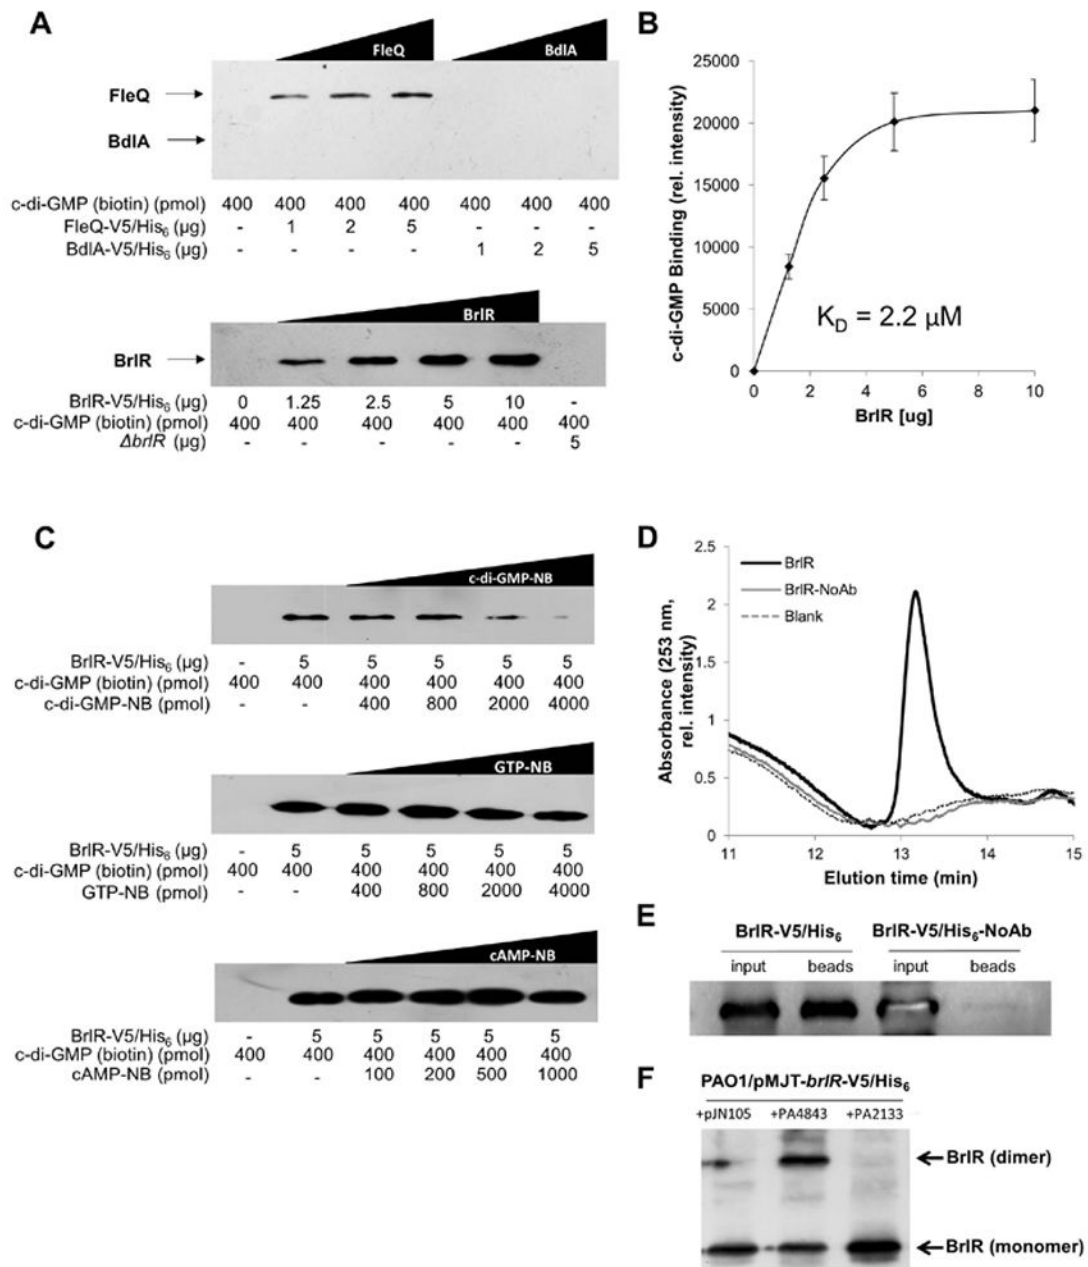 A
FleQ
BdlA
FleQ
BdlA
c-di-GMP (biotin) (pmol) 400 400 400 400 400 400 400
FleQ-V5/His₆ (µg) - 1 2 5 - - -
BdlA-V5/His₆ (µg) - - - - 1 2 5
BrlR
BrlR
BrlR-V5/His₆ (µg) 0 1.25 2.5 5 10 -
c-di-GMP (biotin) (pmol) 400 400 400 400 400 400
ΔbrlR (µg) - - - - - 5
B
c-di-GMP Binding (rel. intensity)
25000
20000
15000
10000
5000
0
K_D = 2.2 µM
0 2 4 6 8 10
BrlR [ug]
C
c-di-GMP-NB
BrlR-V5/His₆ (µg) - 5 5 5 5 5
c-di-GMP (biotin) (pmol) 400 400 400 400 400 400
c-di-GMP-NB (pmol) - - 400 800 2000 4000
GTP-NB
BrlR-V5/His₆ (µg) - 5 5 5 5 5
c-di-GMP (biotin) (pmol) 400 400 400 400 400 400
GTP-NB (pmol) - - 400 800 2000 4000
cAMP-NB
BrlR-V5/His₆ (µg) - 5 5 5 5 5
c-di-GMP (biotin) (pmol) 400 400 400 400 400 400
cAMP-NB (pmol) - - 100 200 500 1000
D
Absorbance (253 nm,
rel. intensity)
2.5
2
1.5
1
0.5
0
BrlR
BrlR-NoAb
Blank
11 12 13 14 15
Elution time (min)
E
BrlR-V5/His₆ BrlR-V5/His₆-NoAb
input beads input beads
F
PAO1/pMJT-brlR-V5/His₆
+pJN105 +PA4843 +PA2133
BrlR (dimer)
BrlR (monomer)